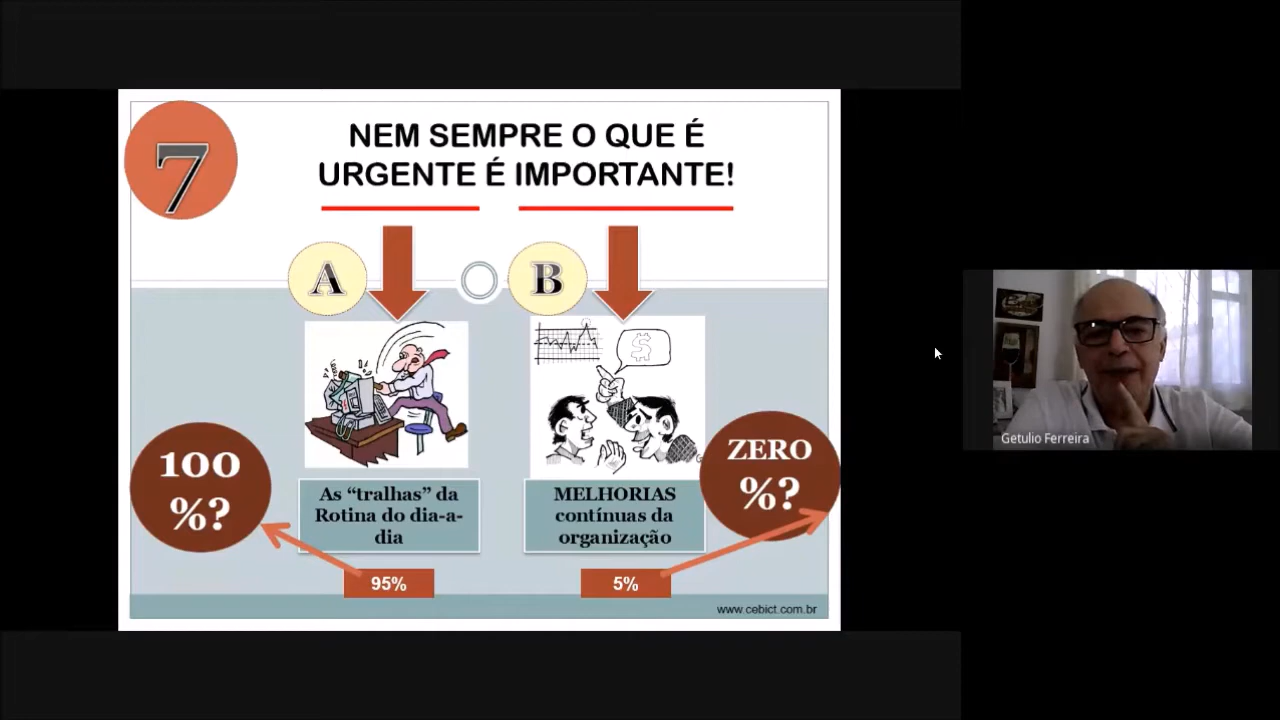 7
NEM SEMPRE O QUE É
URGENTE É IMPORTANTE!
A
B
$
100
%?
ZERO
%?
As “tralhas” da
Rotina do dia-a-
dia
MELHORIAS
contínuas da
organização
95%
5%
www.cebict.com.br
Getulio Ferreira